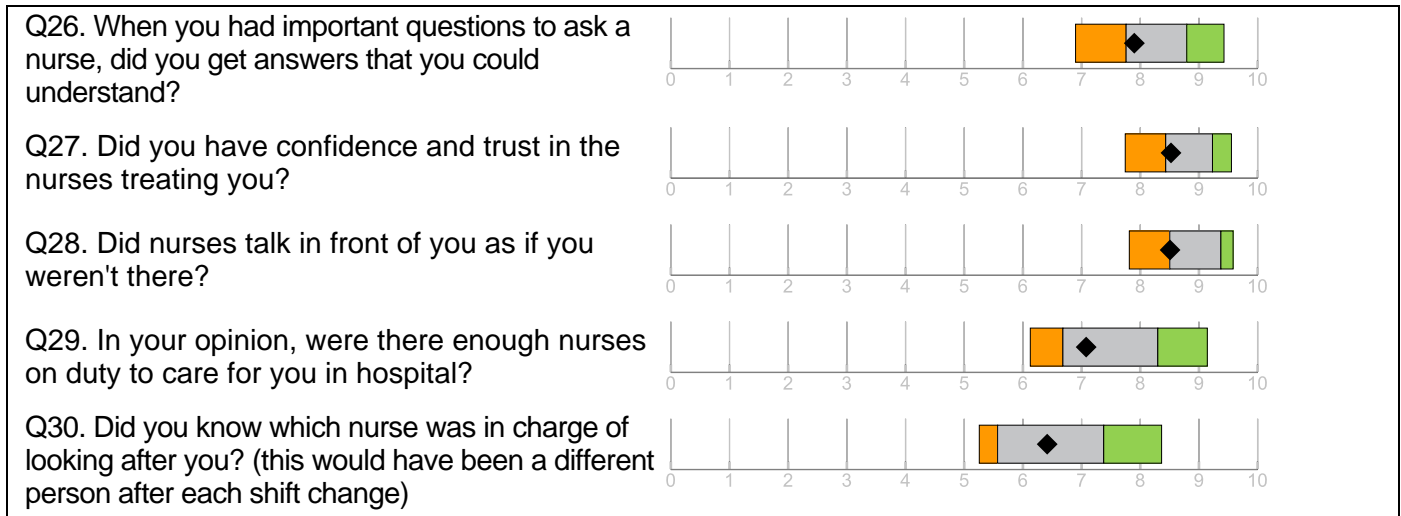 Q26. When you had important questions to ask a
nurse, did you get answers that you could
understand?
0 1 2 3 4 5 6 7 8 9 10
Q27. Did you have confidence and trust in the
nurses treating you?
0 1 2 3 4 5 6 7 8 9 10
Q28. Did nurses talk in front of you as if you
weren't there?
0 1 2 3 4 5 6 7 8 9 10
Q29. In your opinion, were there enough nurses
on duty to care for you in hospital?
0 1 2 3 4 5 6 7 8 9 10
Q30. Did you know which nurse was in charge of
looking after you? (this would have been a different
person after each shift change)
0 1 2 3 4 5 6 7 8 9 10